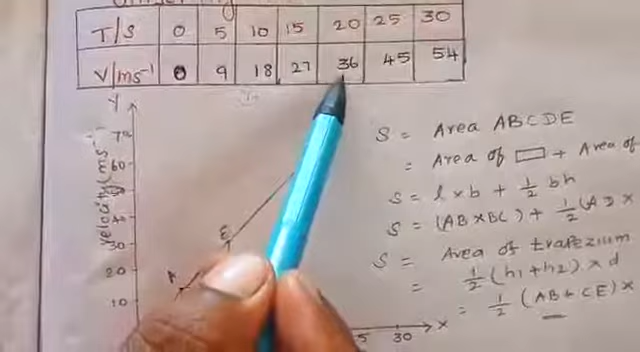 T/S 0 5 10 15 20 25 30
V/ms⁻¹ 0 9 18 27 36 45 54
Y
velocity (ms⁻¹)
60
40
30
20
10
E
A
30
X
S = Area ABCDE
= Area of ▭ + Area of
S = l × b + ½ bh
S = (AB × BC) + ½ (AD ×
S = Area of trapezium
= ½ (h1 + h2) × d
= ½ (AB + CE) ×